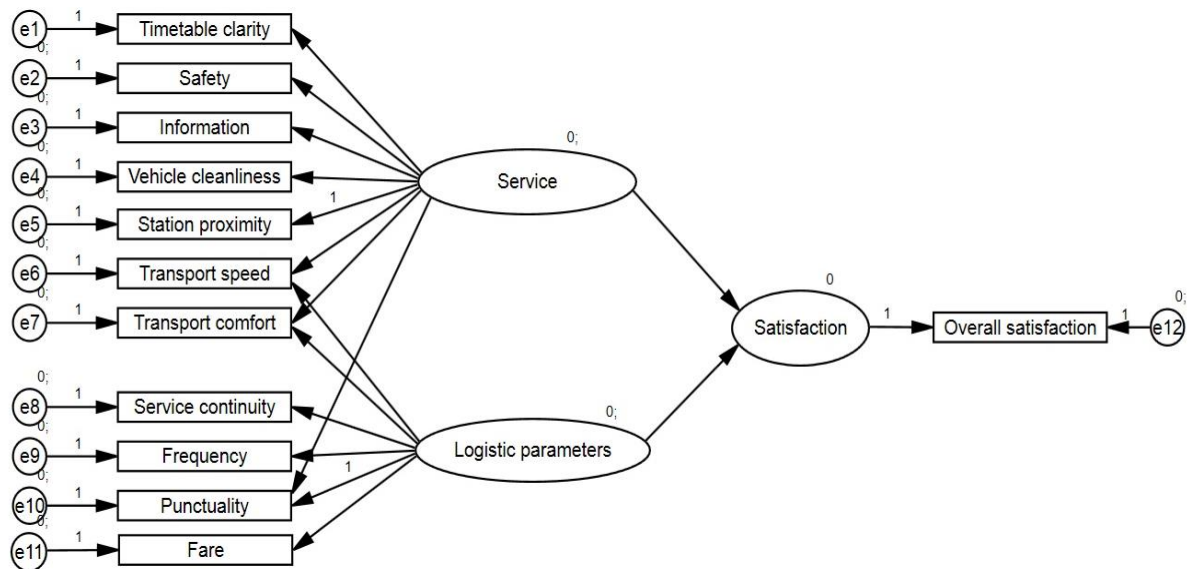 e1
1
Timetable clarity
0;
e2
1
Safety
0;
e3
1
Information
0;
e4
1
Vehicle cleanliness
0;
e5
1
Station proximity
0;
e6
1
Transport speed
0;
e7
1
Transport comfort
0;
e8
1
Service continuity
0;
e9
1
Frequency
0;
e10
1
Punctuality
0;
e11
1
Fare
1
1
0;
Service
0;
Logistic parameters
0
Satisfaction
1
Overall satisfaction
1
0;
e12